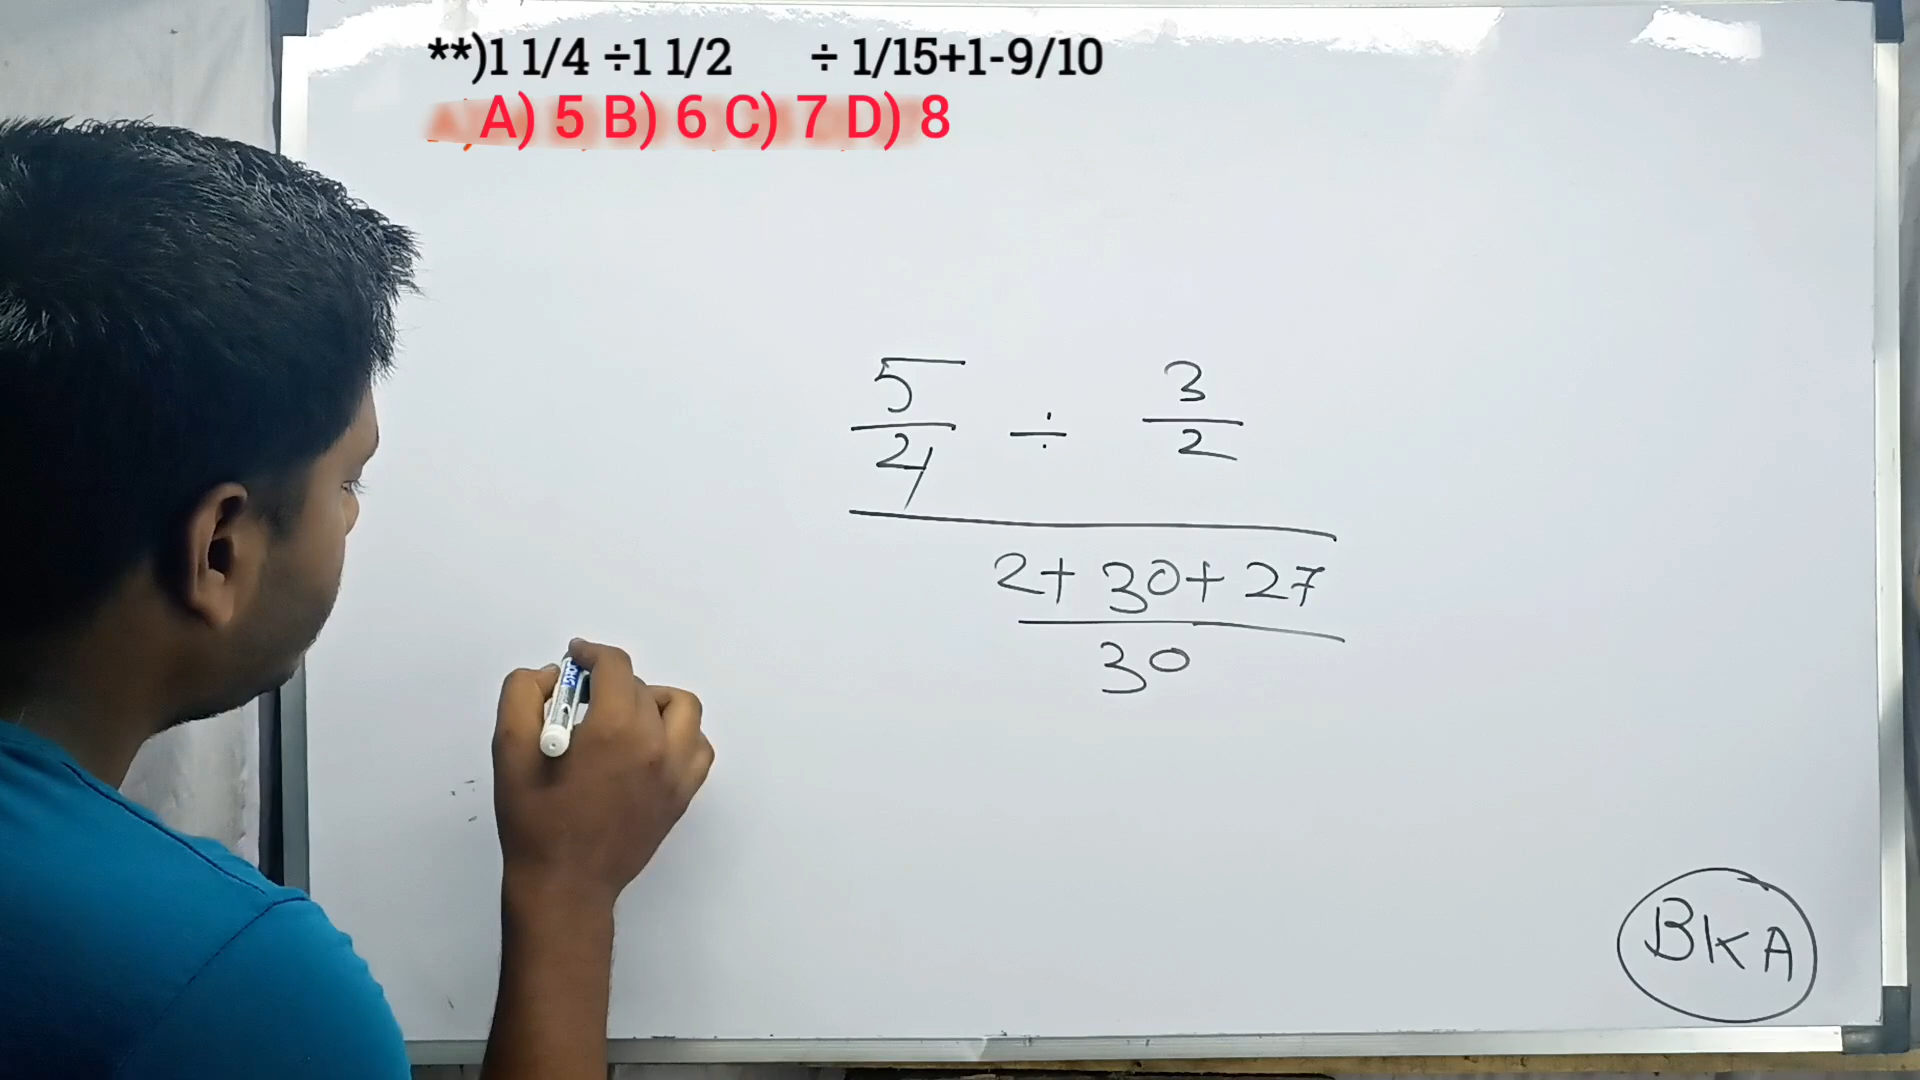 **)1 1/4 ÷1 1/2 ÷ 1/15+1-9/10
A) 5 B) 6 C) 7 D) 8
5/4 ÷ 3/2
2+ 30+ 27
30
BKA